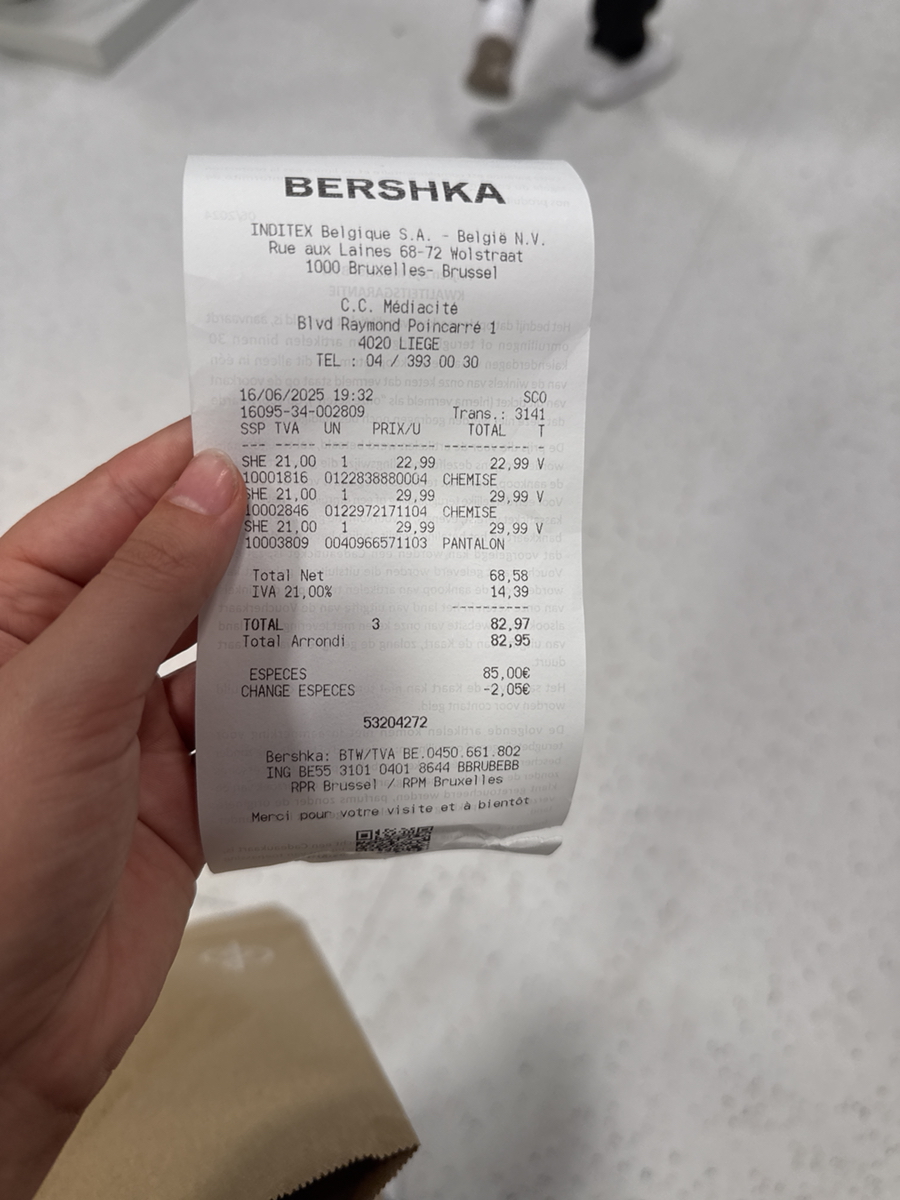 BERSHKA
INDITEX Belgique S.A. - België N.V.
Rue aux Laines 68-72 Wolstraat
1000 Bruxelles- Brussel
C.C. Médiacité
Blvd Raymond Poincarré 1
4020 LIEGE
TEL : 04 / 393 00 30
16/06/2025 19:32 SCO
16095-34-002809 Trans.: 3141
SSP TVA UN PRIX/U TOTAL T
SHE 21,00 1 22,99 22,99 V
10001816 0122838880004 CHEMISE
SHE 21,00 1 29,99 29,99 V
10002846 0122972171104 CHEMISE
SHE 21,00 1 29,99 29,99 V
10003809 0040966571103 PANTALON
Total Net 68,58
IVA 21,00% 14,39
TOTAL 3 82,97
Total Arrondi 82,95
ESPECES 85,00€
CHANGE ESPECES -2,05€
53204272
Bershka: BTW/TVA BE.0450.661.802
ING BE55 3101 0401 8644 BBRUBEBB
RPR Brussel / RPM Bruxelles
Merci pour votre visite et à bientôt